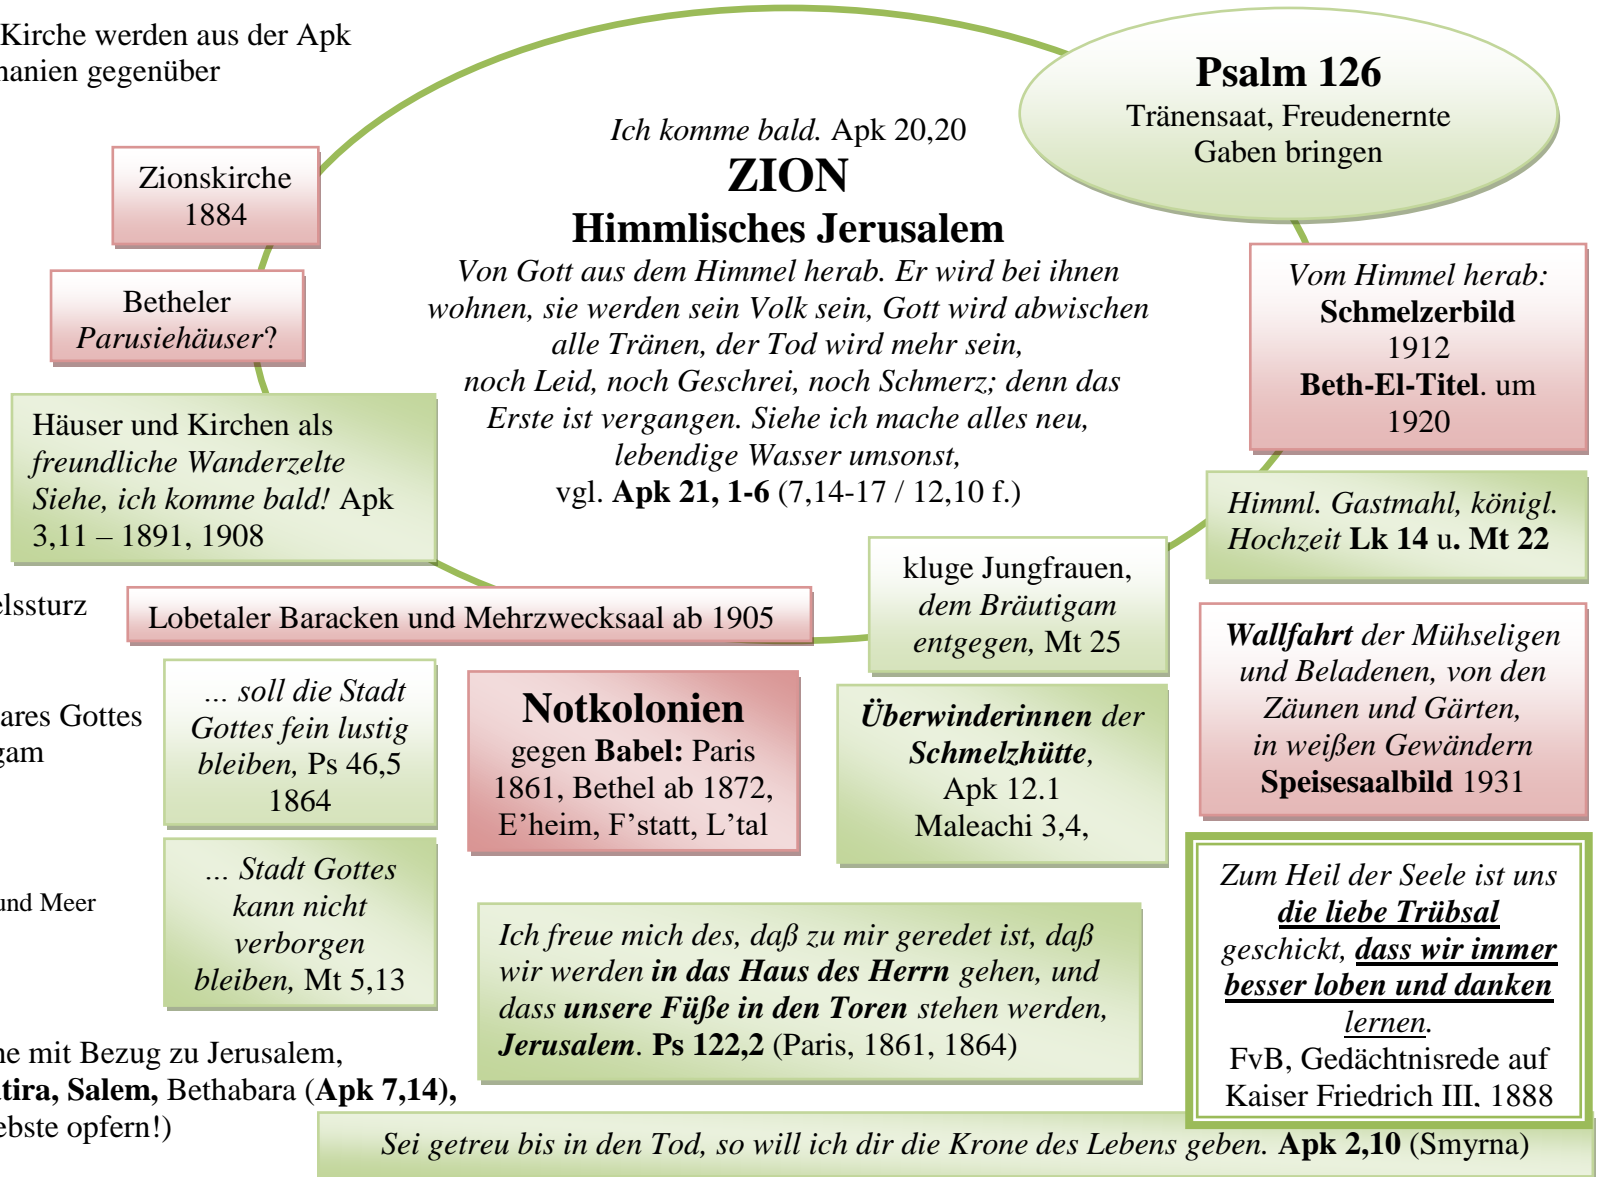 Kirche werden aus der Apk
nanien gegenüber
Psalm 126
Tränensaat, Freudenernte
Gaben bringen
Ich komme bald. Apk 20,20
ZION
Himmlisches Jerusalem
Von Gott aus dem Himmel herab. Er wird bei ihnen
wohnen, sie werden sein Volk sein, Gott wird abwischen
alle Tränen, der Tod wird mehr sein,
noch Leid, noch Geschrei, noch Schmerz; denn das
Erste ist vergangen. Siehe ich mache alles neu,
lebendige Wasser umsonst,
vgl. Apk 21, 1-6 (7,14-17 / 12,10 f.)
Zionskirche
1884
Betheler
Parusiehäuser?
Häuser und Kirchen als
freundliche Wanderzelte
Siehe, ich komme bald! Apk
3,11 – 1891, 1908
Vom Himmel herab:
Schmelzerbild
1912
Beth-El-Titel. um
1920
Himml. Gastmahl, königl.
Hochzeit Lk 14 u. Mt 22
kluge Jungfrauen,
dem Bräutigam
entgegen, Mt 25
elssturz
Lobetaler Baracken und Mehrzwecksaal ab 1905
Wallfahrt der Mühseligen
und Beladenen, von den
Zäunen und Gärten,
in weißen Gewändern
Speisesaalbild 1931
ares Gottes
gam
... soll die Stadt
Gottes fein lustig
bleiben, Ps 46,5
1864
Notkolonien
gegen Babel: Paris
1861, Bethel ab 1872,
E’heim, F’statt, L’tal
Überwinderinnen der
Schmelzhütte,
Apk 12.1
Maleachi 3,4,
und Meer
... Stadt Gottes
kann nicht
verborgen
bleiben, Mt 5,13
Ich freue mich des, daß zu mir geredet ist, daß
wir werden in das Haus des Herrn gehen, und
dass unsere Füße in den Toren stehen werden,
Jerusalem. Ps 122,2 (Paris, 1861, 1864)
Zum Heil der Seele ist uns
die liebe Trübsal
geschickt, dass wir immer
besser loben und danken
lernen.
FvB, Gedächtnisrede auf
Kaiser Friedrich III, 1888
ne mit Bezug zu Jerusalem,
tira, Salem, Bethabara (Apk 7,14),
ebste opfern!)
Sei getreu bis in den Tod, so will ich dir die Krone des Lebens geben. Apk 2,10 (Smyrna)